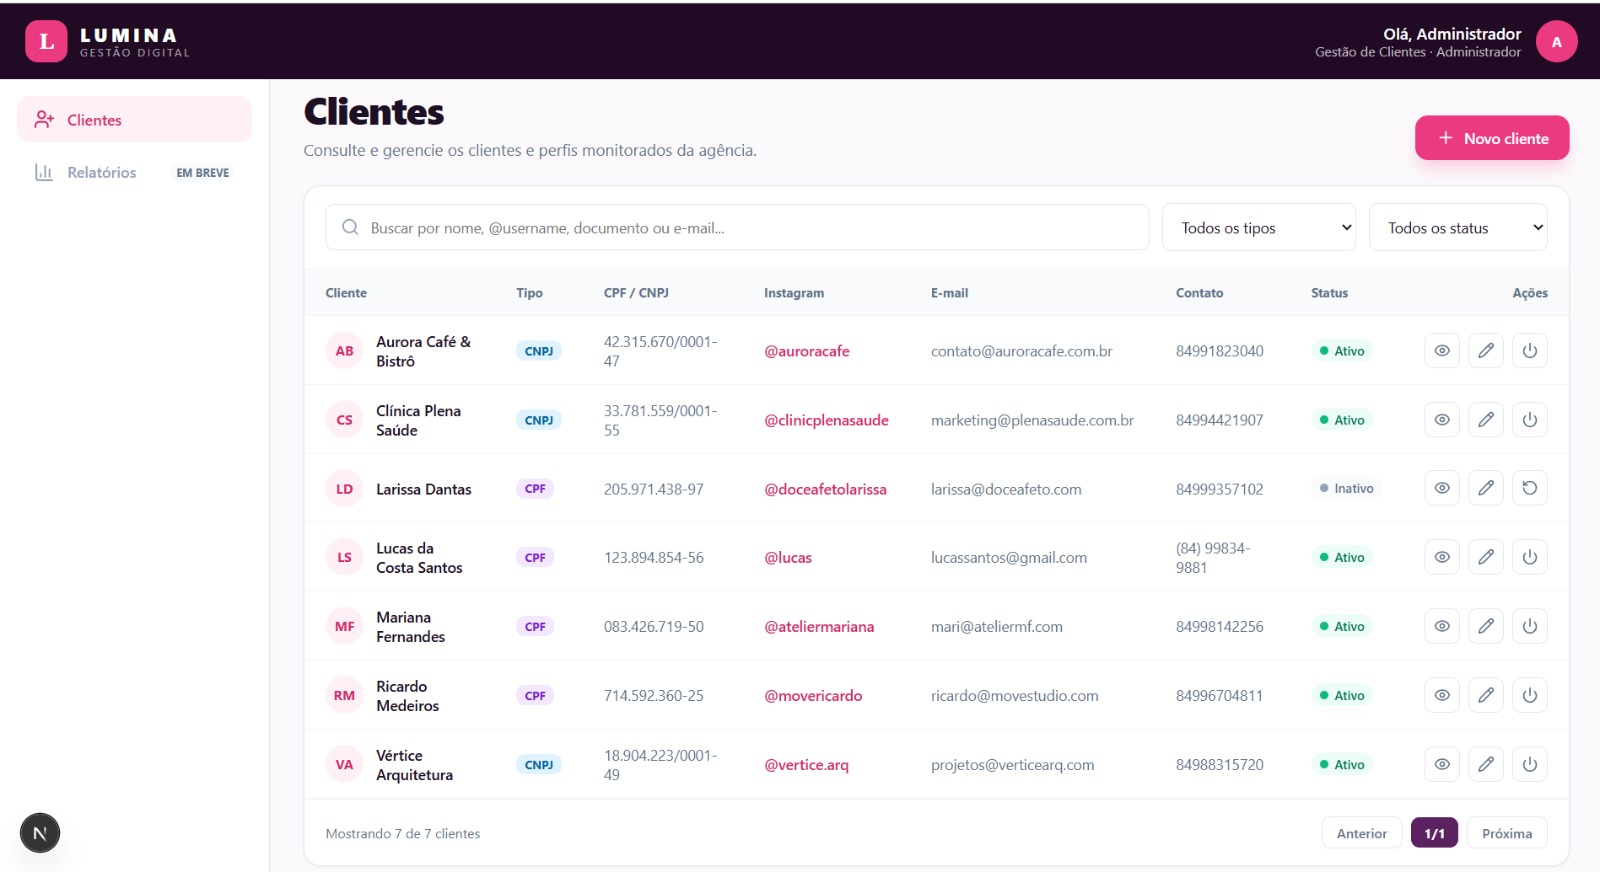 L
LUMINA
GESTÃO DIGITAL
Olá, Administrador
Gestão de Clientes · Administrador
A
Clientes
Relatórios EM BREVE
Clientes
Consulte e gerencie os clientes e perfis monitorados da agência.
+ Novo cliente
Buscar por nome, @username, documento ou e-mail...
Todos os tipos
Todos os status
Cliente Tipo CPF / CNPJ Instagram E-mail Contato Status Ações
AB Aurora Café & Bistrô CNPJ 42.315.670/0001-47 @auroracafe contato@auroracafe.com.br 84991823040 Ativo
CS Clínica Plena Saúde CNPJ 33.781.559/0001-55 @clinicplenasaude marketing@plenasaude.com.br 84994421907 Ativo
LD Larissa Dantas CPF 205.971.438-97 @doceafetolarissa larissa@doceafeto.com 84999357102 Inativo
LS Lucas da Costa Santos CPF 123.894.854-56 @lucas lucassantos@gmail.com (84) 99834-9881 Ativo
MF Mariana Fernandes CPF 083.426.719-50 @ateliermariana mari@ateliermf.com 84998142256 Ativo
RM Ricardo Medeiros CPF 714.592.360-25 @movericardo ricardo@movestudio.com 84996704811 Ativo
VA Vértice Arquitetura CNPJ 18.904.223/0001-49 @vertice.arq projetos@verticearq.com 84988315720 Ativo
Mostrando 7 de 7 clientes
Anterior 1/1 Próxima
N